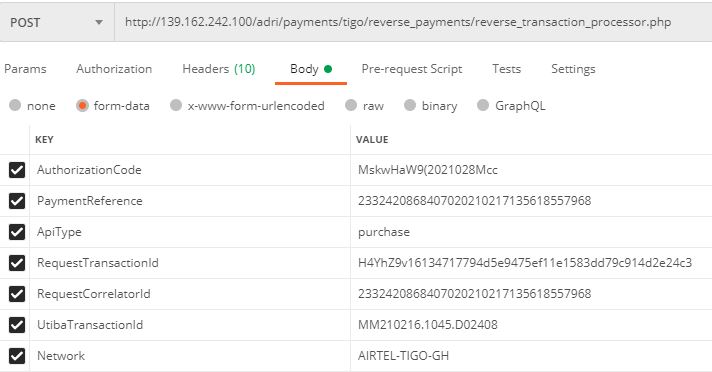 POST http://139.162.242.100/adri/payments/tigo/reverse_payments/reverse_transaction_processor.php
Params Authorization Headers (10) Body Pre-request Script Tests Settings
none form-data x-www-form-urlencoded raw binary GraphQL
KEY VALUE
AuthorizationCode MskwHaW9(2021028Mcc
PaymentReference 233242086840702021021713561855​7968
ApiType purchase
RequestTransactionId H4YhZ9v16134717794d5e9475ef11e1583dd79c914d2e24c3
RequestCorrelatorId 2332420868407020210217135618557968
UtibaTransactionId MM210216.1045.D02408
Network AIRTEL-TIGO-GH